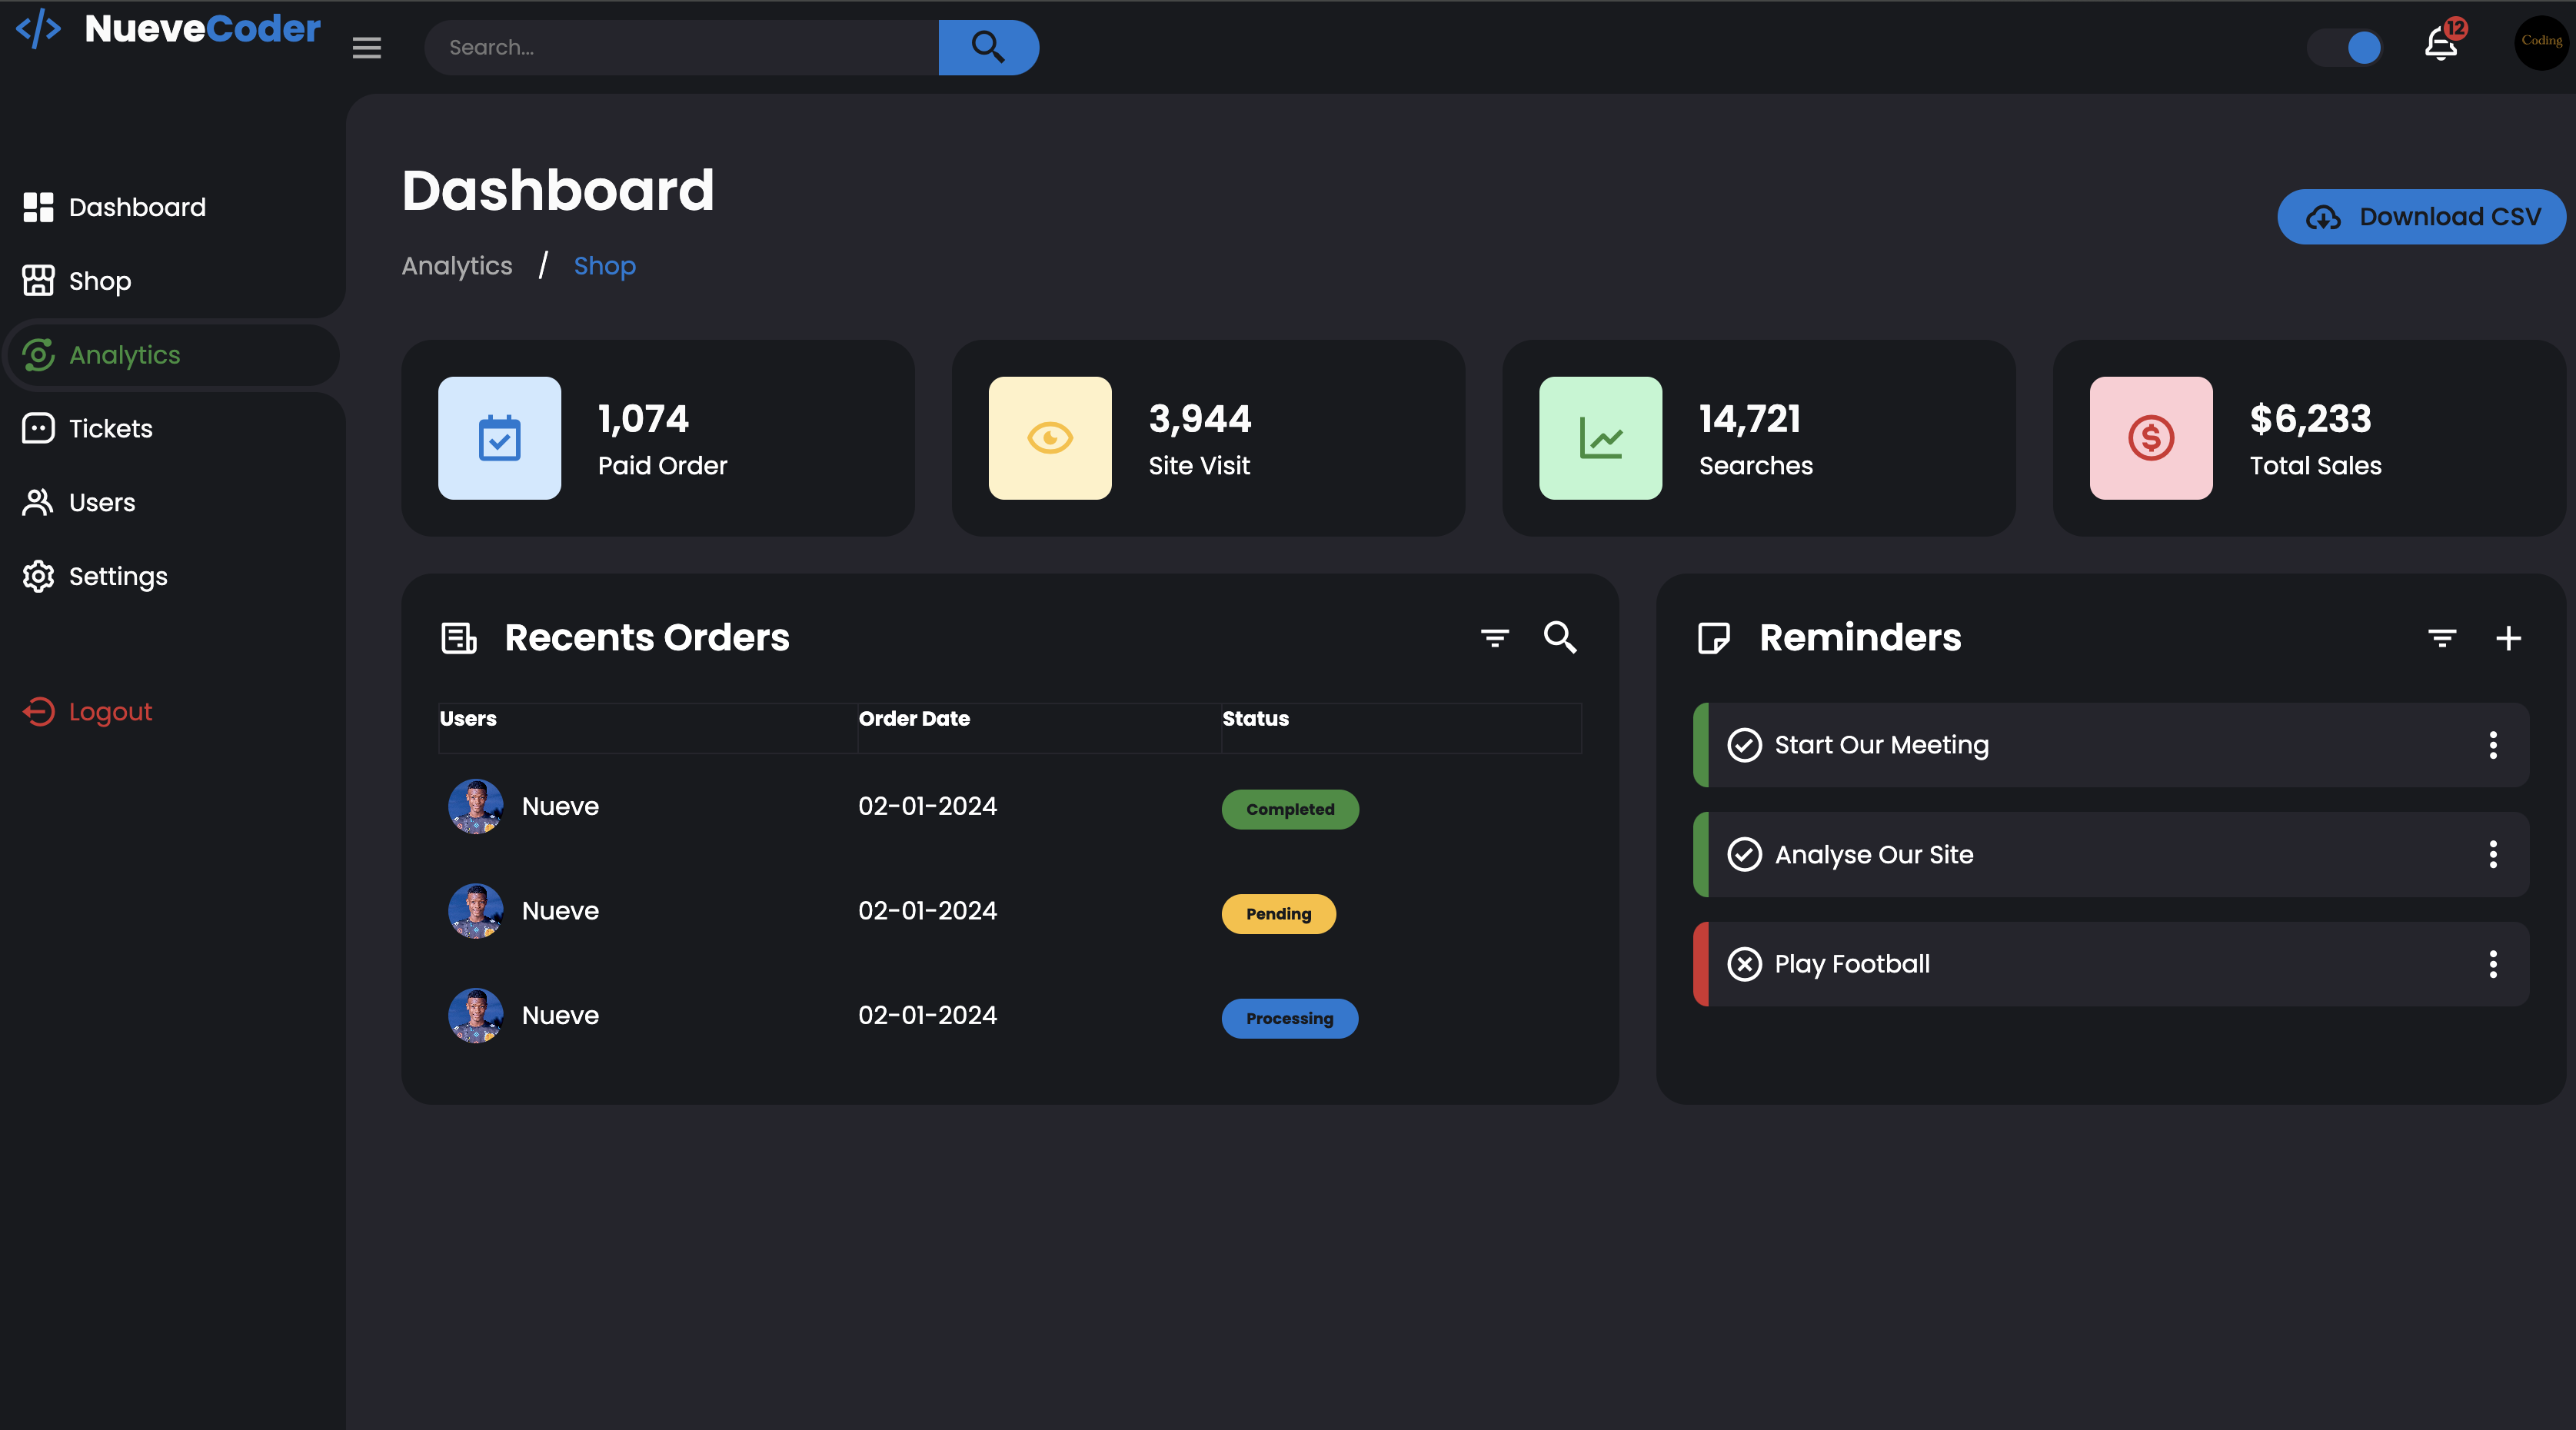 NueveCoder
Search...
12
Coding
Dashboard
Shop
Analytics
Tickets
Users
Settings
Logout
Dashboard
Analytics / Shop
Download CSV
1,074
Paid Order
3,944
Site Visit
14,721
Searches
$6,233
Total Sales
Recents Orders
Users Order Date Status
Nueve 02-01-2024 Completed
Nueve 02-01-2024 Pending
Nueve 02-01-2024 Processing
Reminders
Start Our Meeting
Analyse Our Site
Play Football